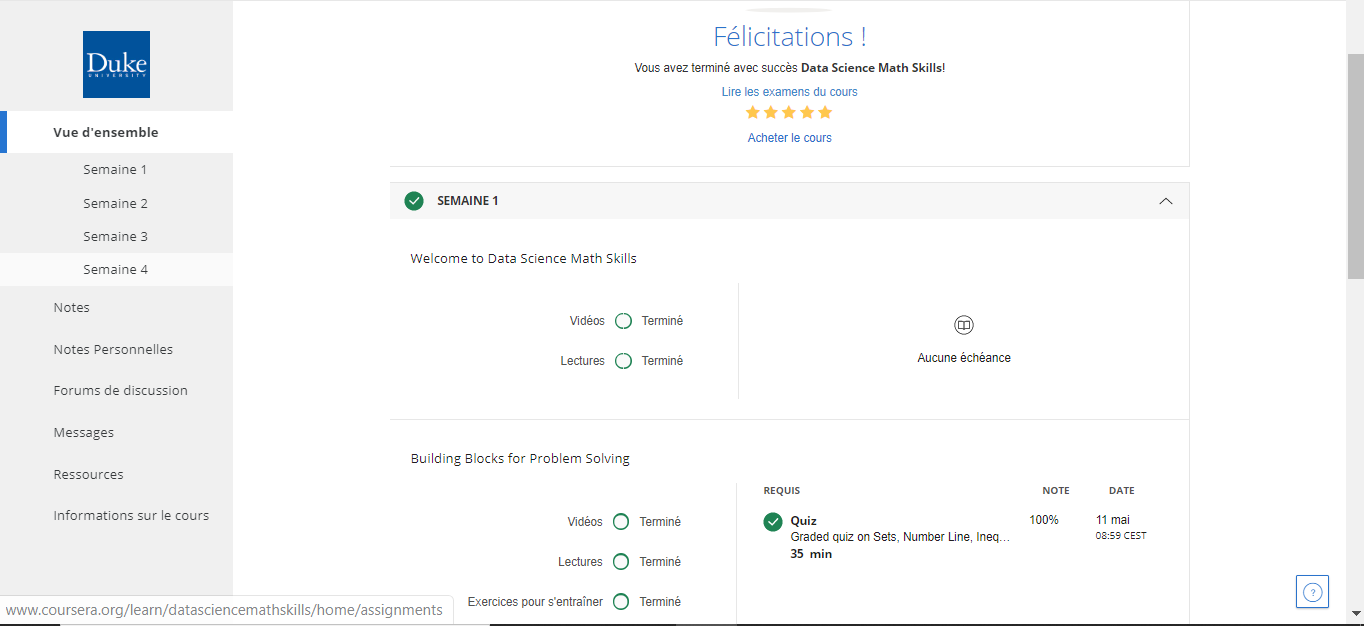 Duke
UNIVERSITY
Vue d'ensemble
Semaine 1
Semaine 2
Semaine 3
Semaine 4
Notes
Notes Personnelles
Forums de discussion
Messages
Ressources
Informations sur le cours
www.coursera.org/learn/datasciencemathskills/home/assignments
Félicitations !
Vous avez terminé avec succès Data Science Math Skills!
Lire les examens du cours
Acheter le cours
SEMAINE 1
Welcome to Data Science Math Skills
Vidéos Terminé
Lectures Terminé
Aucune échéance
Building Blocks for Problem Solving
Vidéos Terminé
Lectures Terminé
Exercices pour s'entraîner Terminé
REQUIS NOTE DATE
Quiz 100% 11 mai
Graded quiz on Sets, Number Line, Ineq... 08:59 CEST
35 min
?